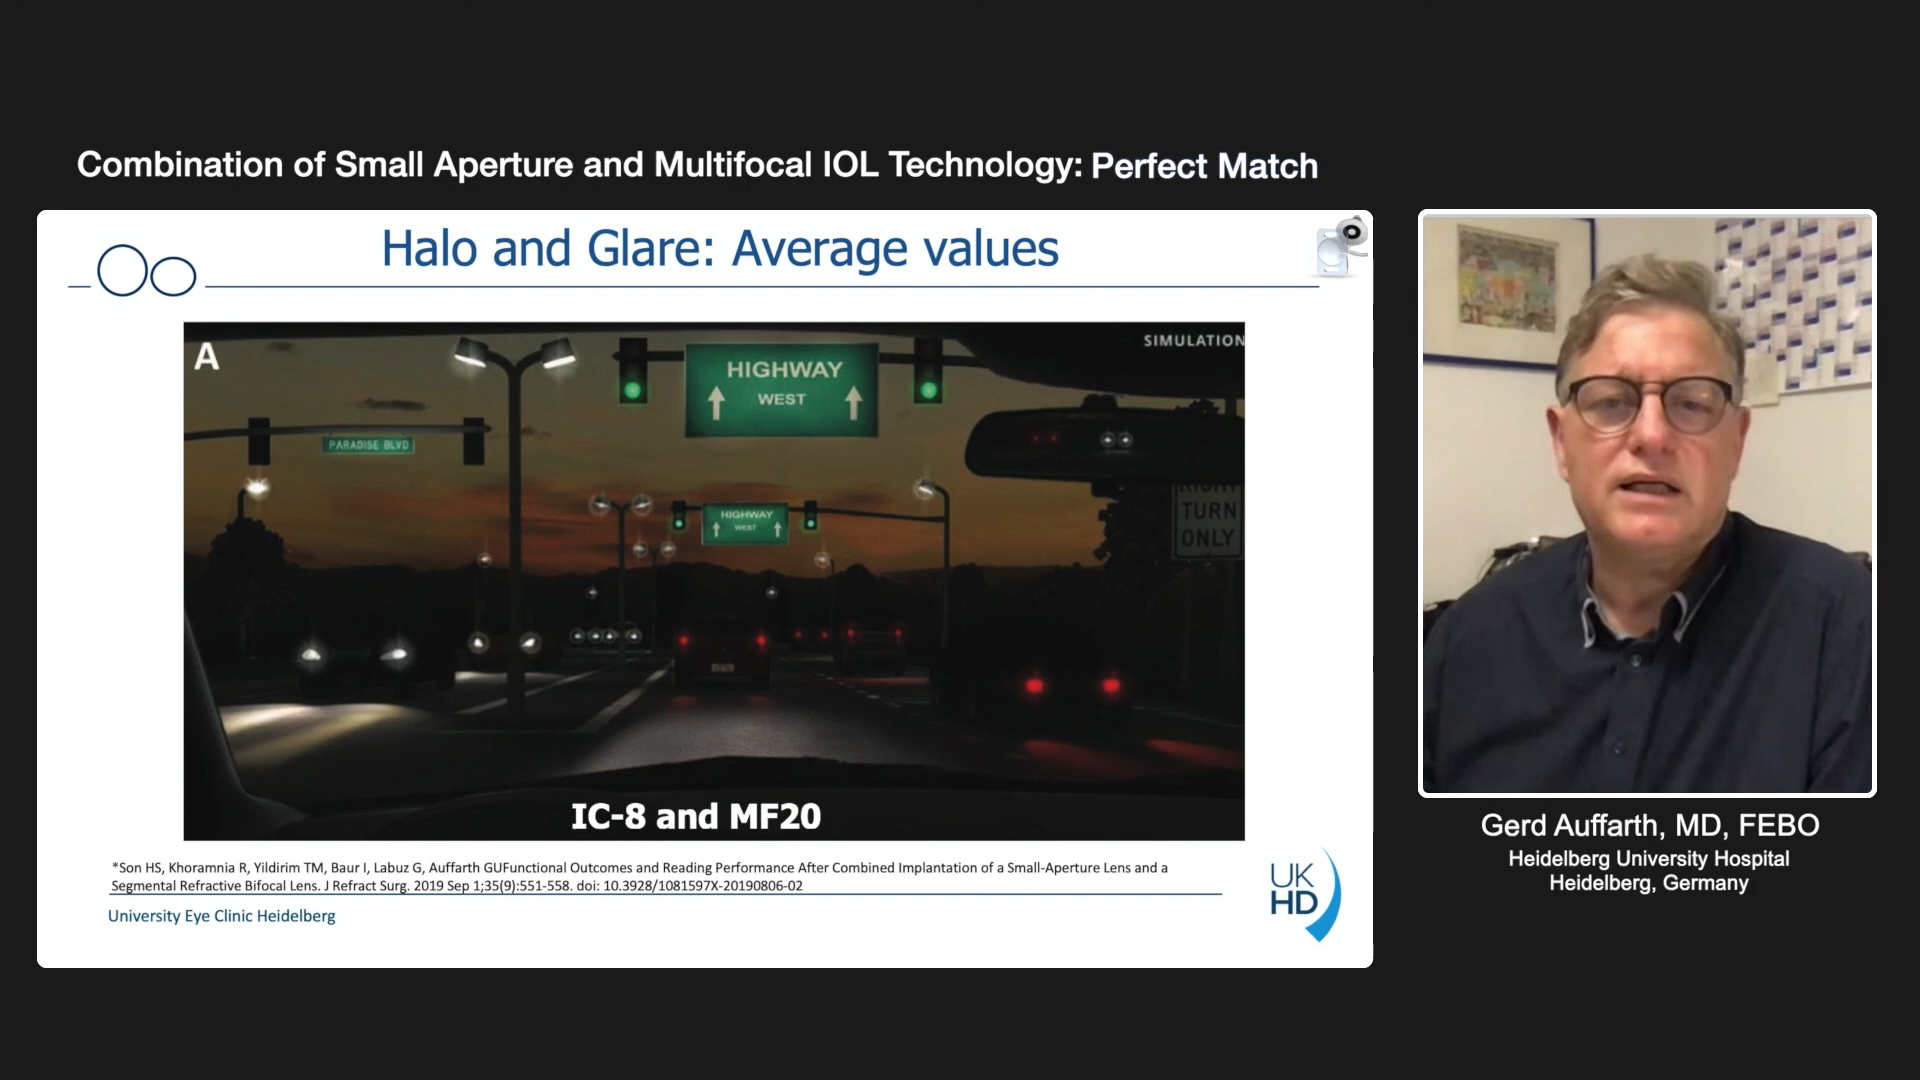 Combination of Small Aperture and Multifocal IOL Technology: Perfect Match
Halo and Glare: Average values
A
SIMULATION
HIGHWAY
WEST
PARADISE BLVD
HIGHWAY
WEST
RIGHT
TURN
ONLY
IC-8 and MF20
*Son HS, Khoramnia R, Yildirim TM, Baur I, Labuz G, Auffarth GUFunctional Outcomes and Reading Performance After Combined Implantation of a Small-Aperture Lens and a
Segmental Refractive Bifocal Lens. J Refract Surg. 2019 Sep 1;35(9):551-558. doi: 10.3928/1081597X-20190806-02
University Eye Clinic Heidelberg
UK
HD
Gerd Auffarth, MD, FEBO
Heidelberg University Hospital
Heidelberg, Germany